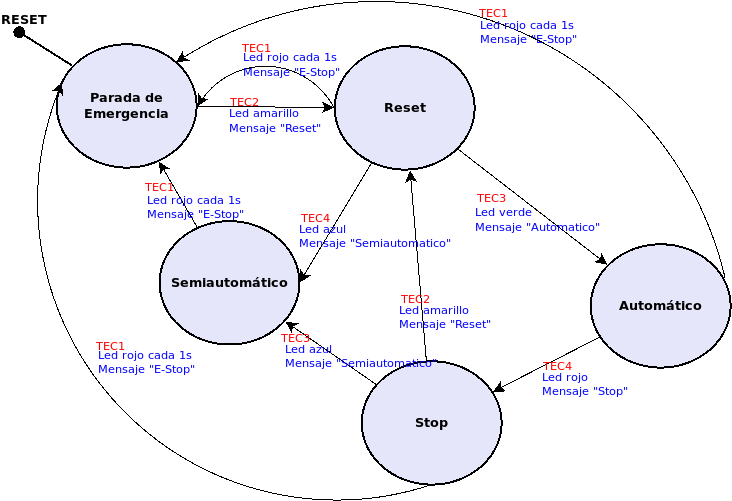 RESET
TEC1
Led rojo cada 1s
Mensaje "E-Stop"
TEC1
Led rojo cada 1s
Mensaje "E-Stop"
Parada de
Emergencia
TEC2
Led amarillo
Mensaje "Reset"
Reset
TEC1
Led rojo cada 1s
Mensaje "E-Stop"
TEC4
Led azul
Mensaje "Semiautomatico"
TEC3
Led verde
Mensaje "Automatico"
Semiautomático
Automático
TEC2
Led amarillo
Mensaje "Reset"
TEC1
Led rojo cada 1s
Mensaje "E-Stop"
TEC3
Led azul
Mensaje "Semiautomatico"
TEC4
Led rojo
Mensaje "Stop"
Stop